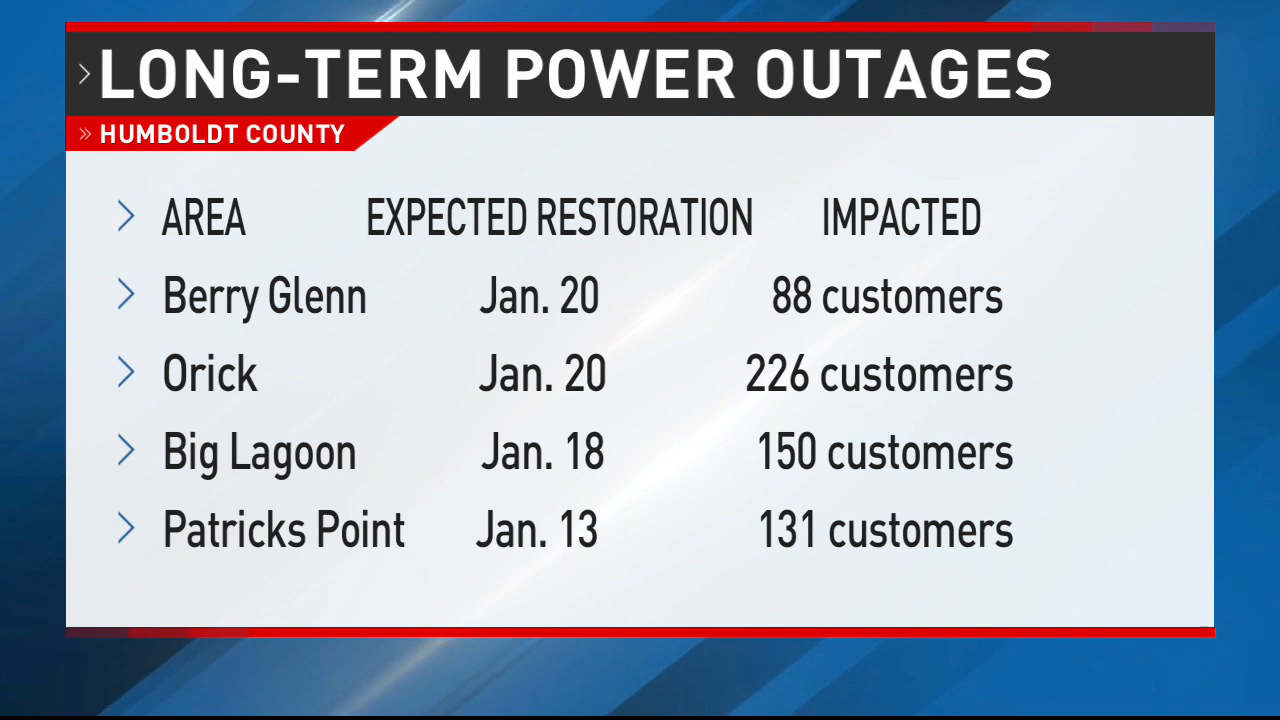 LONG-TERM POWER OUTAGES
HUMBOLDT COUNTY
AREA EXPECTED RESTORATION IMPACTED
Berry Glenn Jan. 20 88 customers
Orick Jan. 20 226 customers
Big Lagoon Jan. 18 150 customers
Patricks Point Jan. 13 131 customers